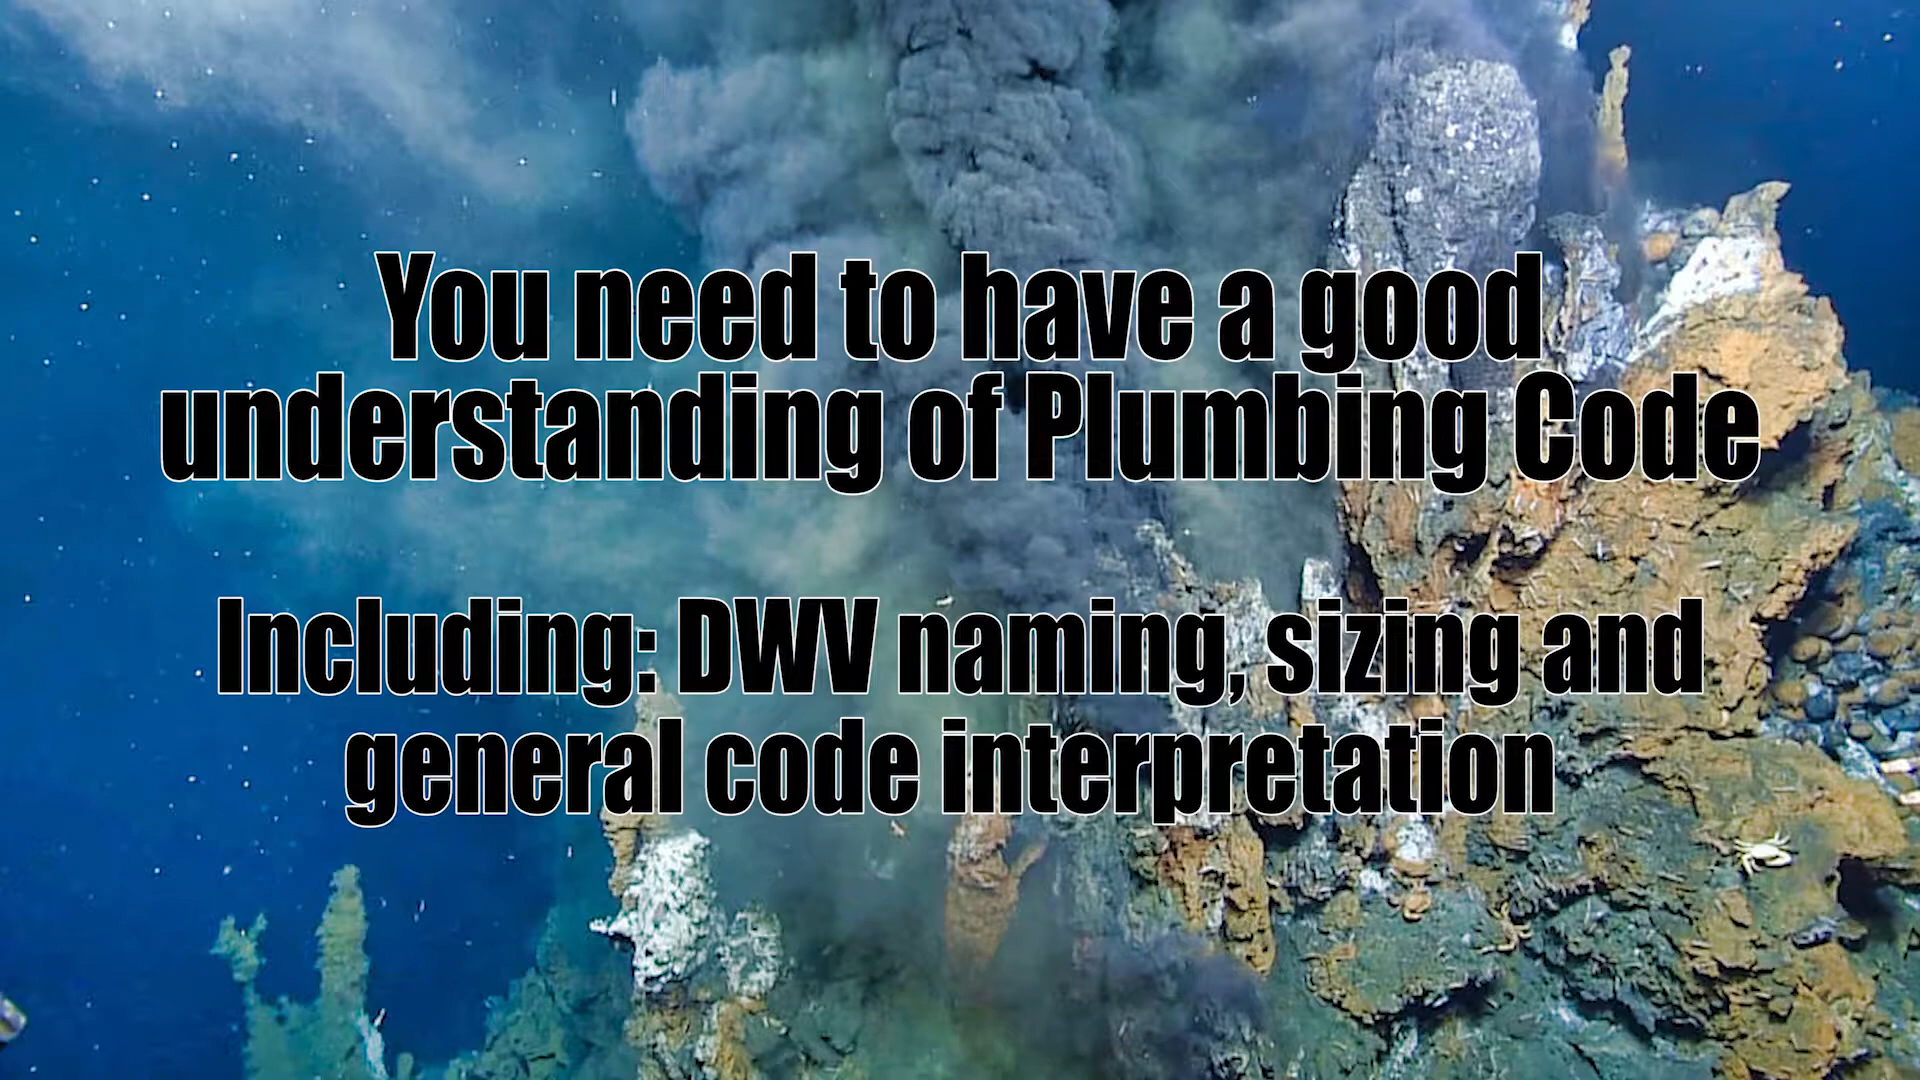 You need to have a good
understanding of Plumbing Code
Including: DWV naming, sizing and
general code interpretation